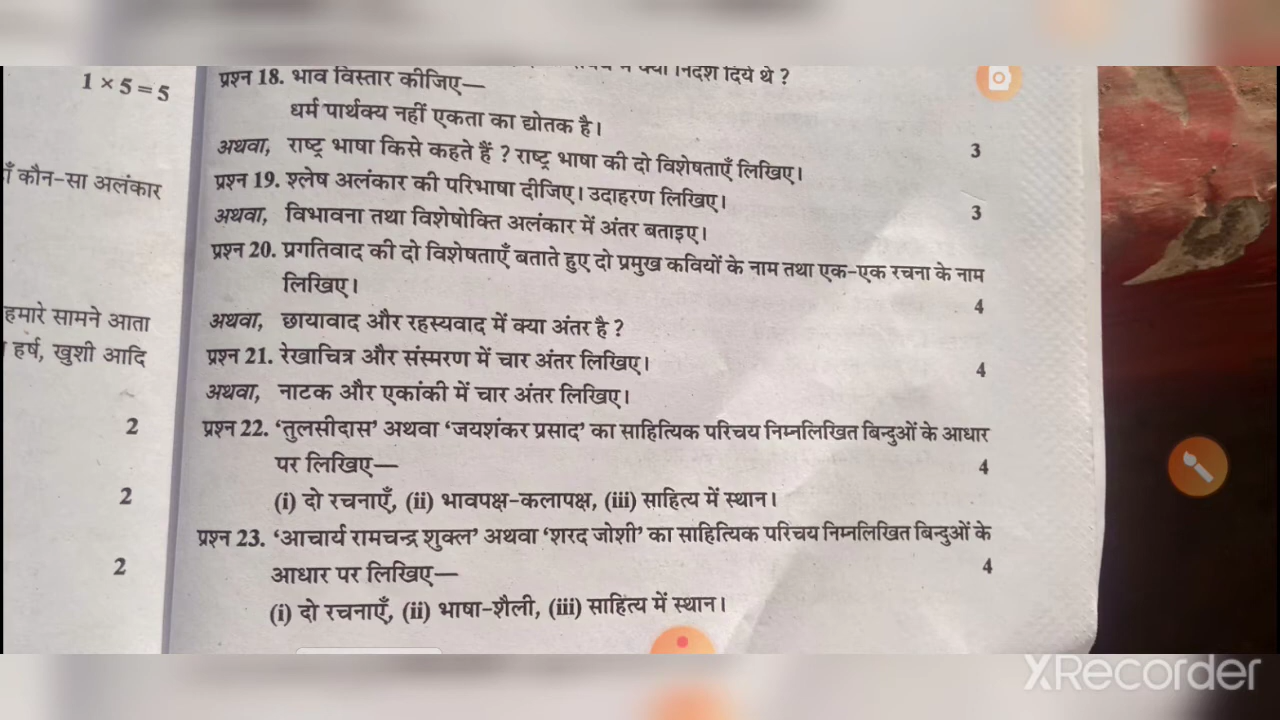 1 × 5 = 5
कौन-सा अलंकार
हमारे सामने आता
हर्ष, खुशी आदि
2
2
2
निर्देश दिये थे ?
प्रश्न 18. भाव विस्तार कीजिए—
धर्म पार्थक्य नहीं एकता का द्योतक है।
3
अथवा, राष्ट्र भाषा किसे कहते हैं ? राष्ट्र भाषा की दो विशेषताएँ लिखिए।
प्रश्न 19. श्लेष अलंकार की परिभाषा दीजिए। उदाहरण लिखिए।
3
अथवा, विभावना तथा विशेषोक्ति अलंकार में अंतर बताइए।
प्रश्न 20. प्रगतिवाद की दो विशेषताएँ बताते हुए दो प्रमुख कवियों के नाम तथा एक-एक रचना के नाम
लिखिए।
4
अथवा, छायावाद और रहस्यवाद में क्या अंतर है ?
प्रश्न 21. रेखाचित्र और संस्मरण में चार अंतर लिखिए।
4
अथवा, नाटक और एकांकी में चार अंतर लिखिए।
प्रश्न 22. ‘तुलसीदास’ अथवा ‘जयशंकर प्रसाद’ का साहित्यिक परिचय निम्नलिखित बिन्दुओं के आधार
पर लिखिए—
4
(i) दो रचनाएँ, (ii) भावपक्ष-कलापक्ष, (iii) साहित्य में स्थान।
प्रश्न 23. ‘आचार्य रामचन्द्र शुक्ल’ अथवा ‘शरद जोशी’ का साहित्यिक परिचय निम्नलिखित बिन्दुओं के
आधार पर लिखिए—
4
(i) दो रचनाएँ, (ii) भाषा-शैली, (iii) साहित्य में स्थान।
XRecorder